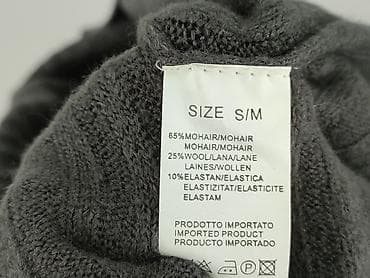 SIZE S/M
65%MOHAIR/MOHAIR
MOHAIR/MOHAIR
25%WOOL/LANA/LANE
LAINES/WOLLEN
10%ELASTAN/ELASTICA
ELASTIZITAT/ELASTICITE
ELASTAM
PRODOTTO IMPORTATO
IMPORTED PRODUCT
PRODUCTO IMPORTADO